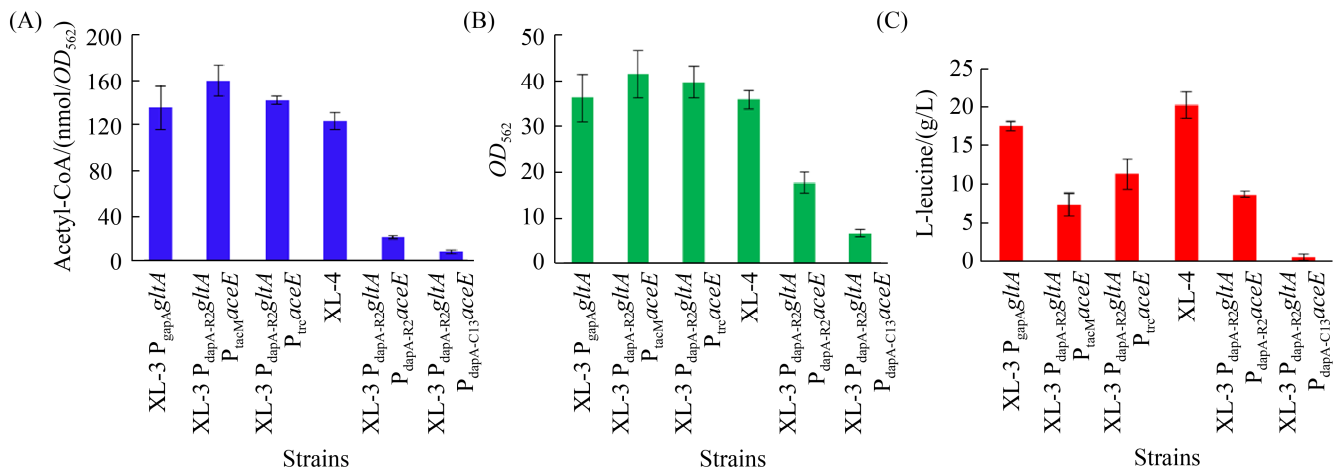 (A)
Acetyl-CoA/(nmol/OD562)
200
160
120
80
40
0
XL-3 PgapAgltA
XL-3 PdapA-R2gltA
PtacMaceE
XL-3 PdapA-R2gltA
PtrcaceE
XL-4
XL-3 PdapA-R2gltA
PdapA-R2aceE
XL-3 PdapA-R2gltA
PdapA-C13aceE
Strains
(B)
OD562
50
40
30
20
10
0
XL-3 PgapAgltA
XL-3 PdapA-R2gltA
PtacMaceE
XL-3 PdapA-R2gltA
PtrcaceE
XL-4
XL-3 PdapA-R2gltA
PdapA-R2aceE
XL-3 PdapA-R2gltA
PdapA-C13aceE
Strains
(C)
L-leucine/(g/L)
25
20
15
10
5
0
XL-3 PgapAgltA
XL-3 PdapA-R2gltA
PtacMaceE
XL-3 PdapA-R2gltA
PtrcaceE
XL-4
XL-3 PdapA-R2gltA
PdapA-R2aceE
XL-3 PdapA-R2gltA
PdapA-C13aceE
Strains